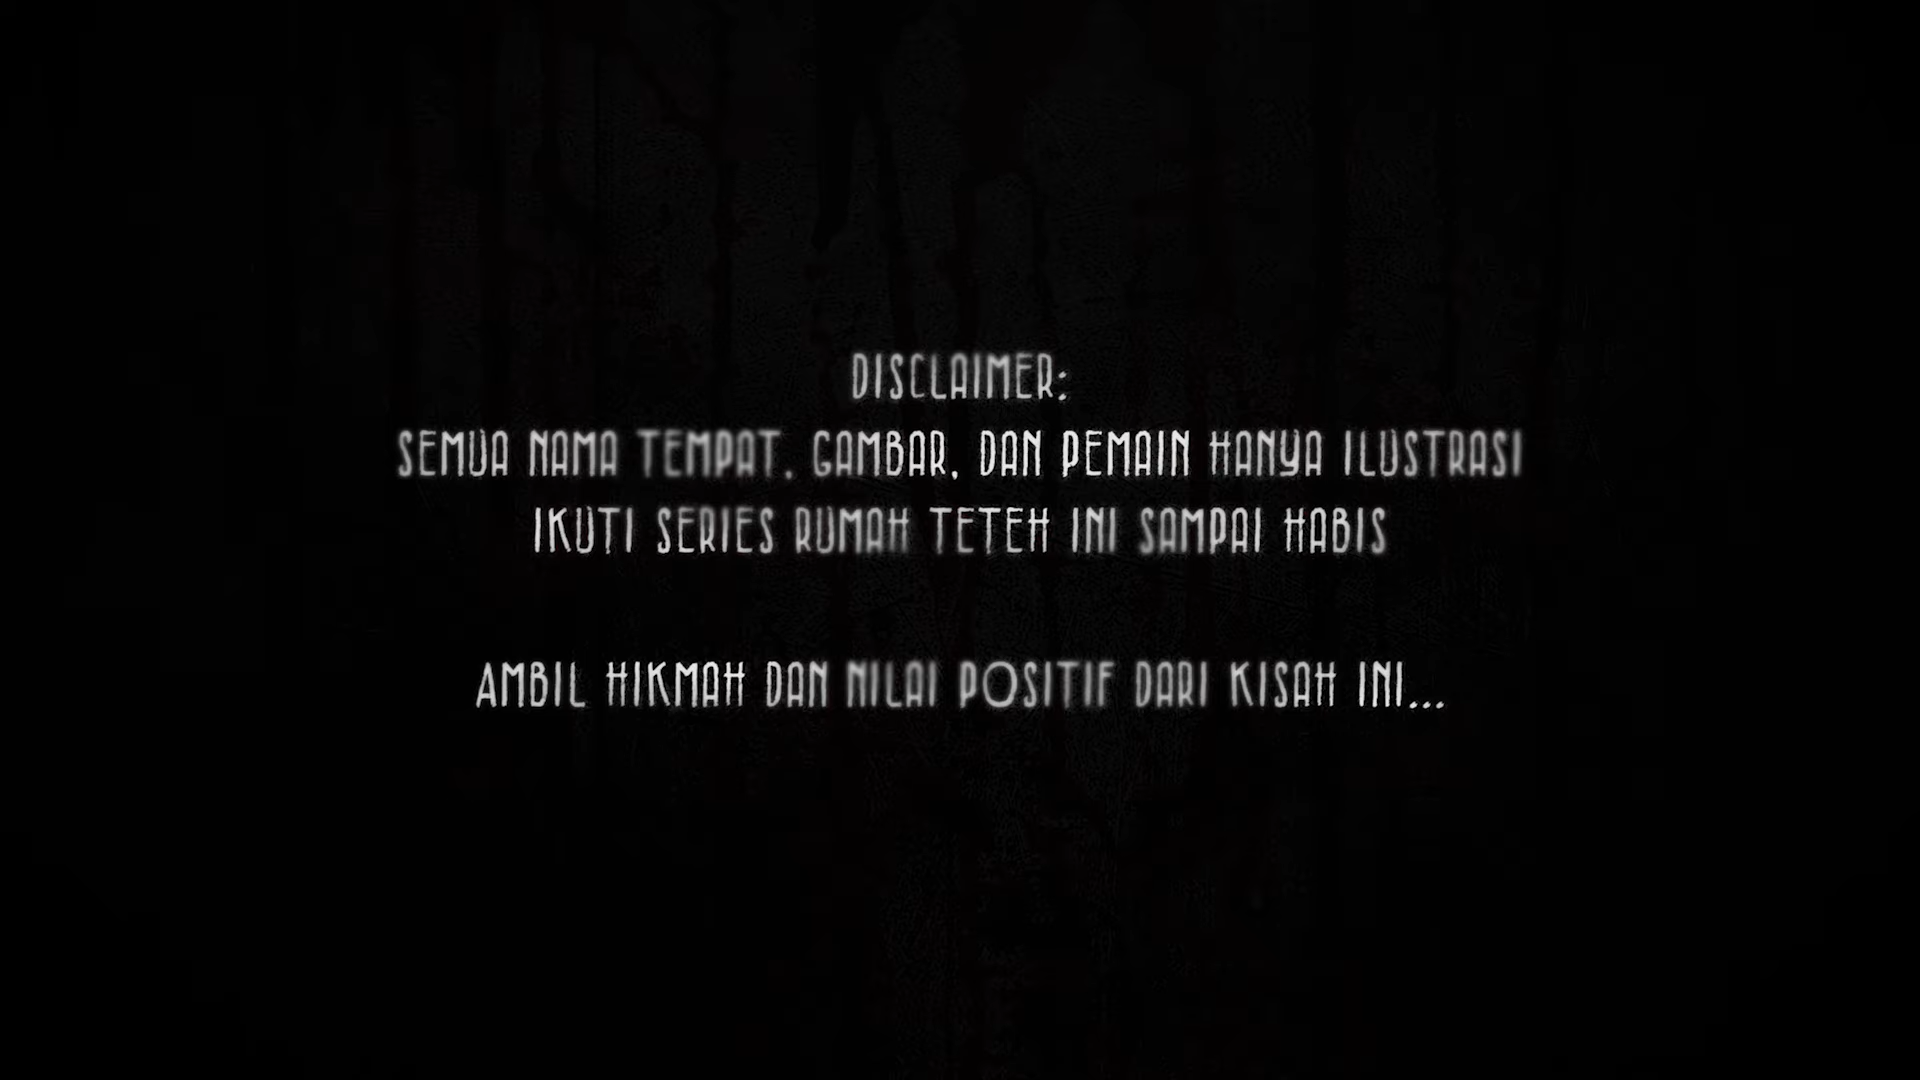 DISCLAIMER:
SEMUA NAMA TEMPAT, GAMBAR, DAN PEMAIN HANYA ILUSTRASI
IKUTI SERIES RUMAH TETEH INI SAMPAI HABIS
AMBIL HIKMAH DAN NILAI POSITIF DARI KISAH INI...